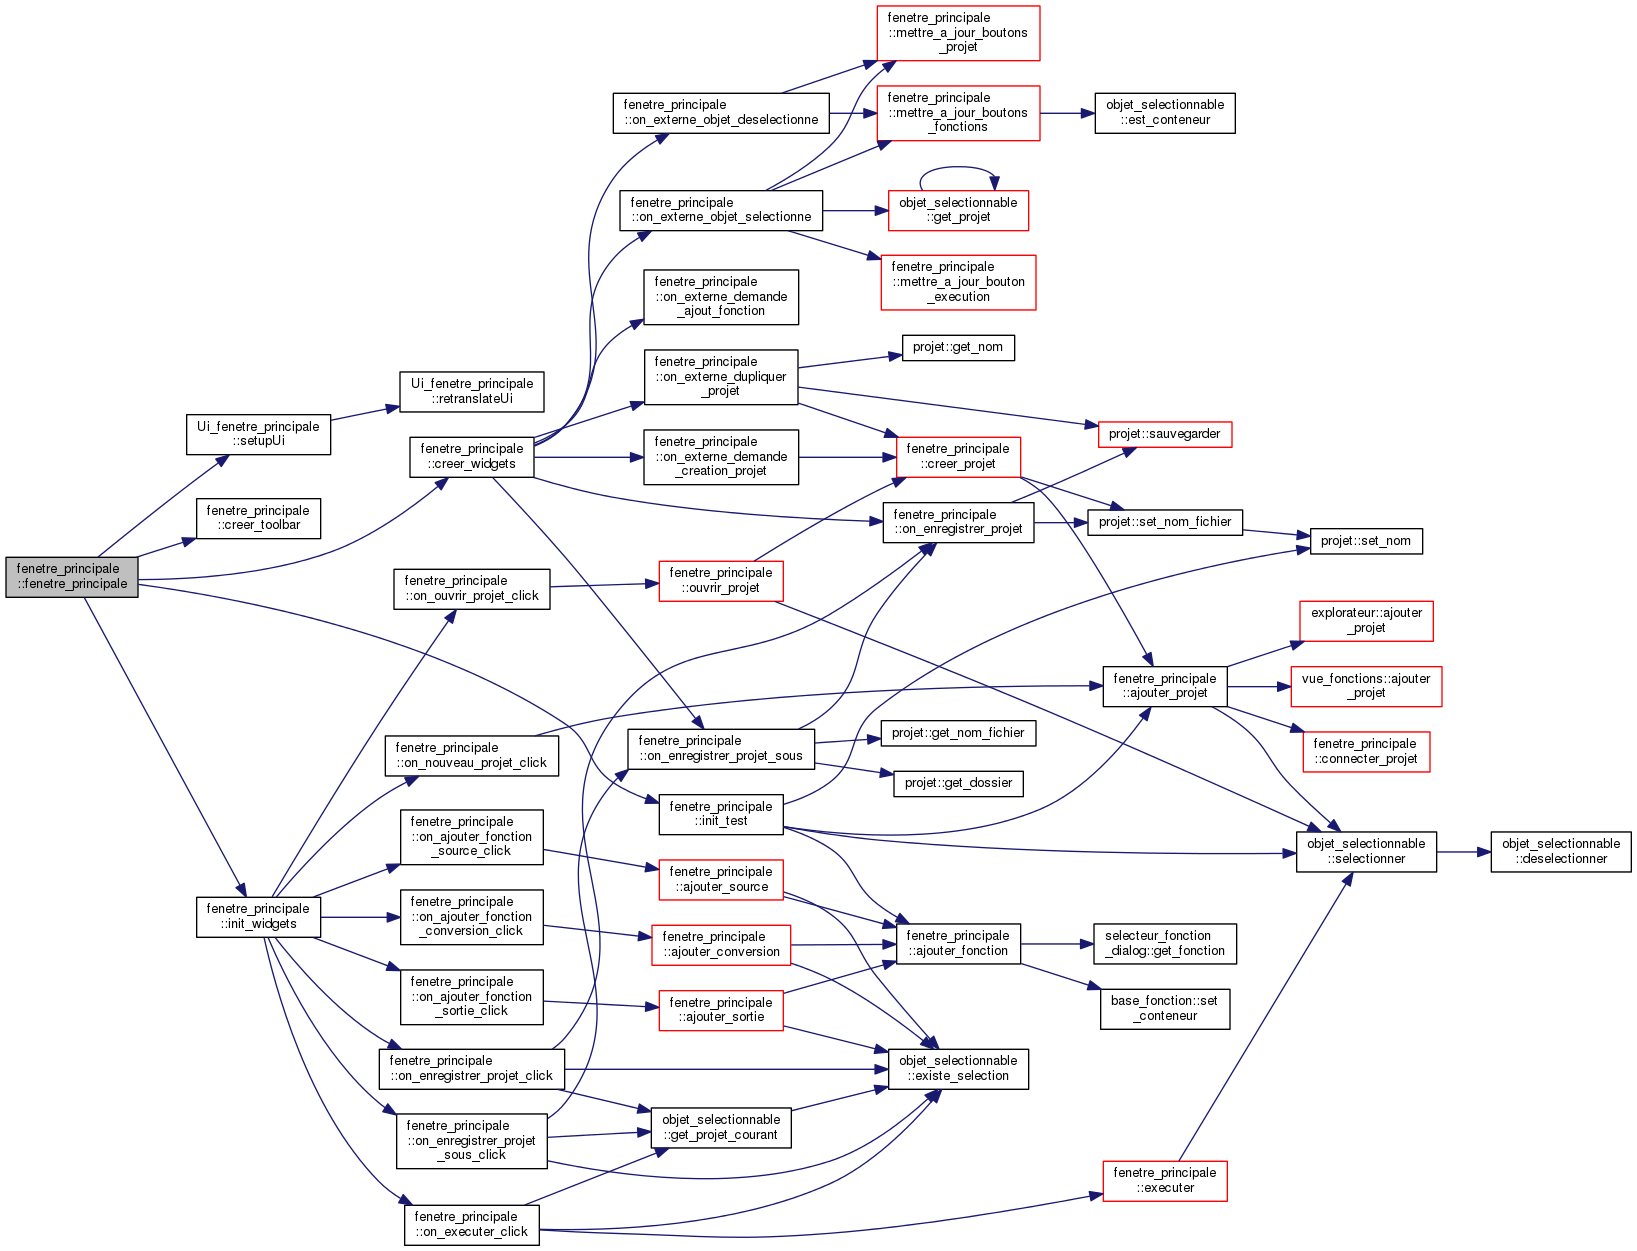 fenetre_principale
::fenetre_principale
Ui_fenetre_principale
::setupUi
fenetre_principale
::creer_toolbar
fenetre_principale
::init_widgets
Ui_fenetre_principale
::retranslateUi
fenetre_principale
::creer_widgets
fenetre_principale
::on_ouvrir_projet_click
fenetre_principale
::on_nouveau_projet_click
fenetre_principale
::on_ajouter_fonction
_source_click
fenetre_principale
::on_ajouter_fonction
_conversion_click
fenetre_principale
::on_ajouter_fonction
_sortie_click
fenetre_principale
::on_enregistrer_projet_click
fenetre_principale
::on_enregistrer_projet
_sous_click
fenetre_principale
::on_executer_click
fenetre_principale
::on_externe_objet_deselectionne
fenetre_principale
::on_externe_objet_selectionne
fenetre_principale
::on_externe_demande
_ajout_fonction
fenetre_principale
::on_externe_dupliquer
_projet
fenetre_principale
::on_externe_demande
_creation_projet
fenetre_principale
::ouvrir_projet
fenetre_principale
::on_enregistrer_projet_sous
fenetre_principale
::init_test
fenetre_principale
::ajouter_source
fenetre_principale
::ajouter_conversion
fenetre_principale
::ajouter_sortie
objet_selectionnable
::get_projet_courant
fenetre_principale
::mettre_a_jour_boutons
_projet
fenetre_principale
::mettre_a_jour_boutons
_fonctions
objet_selectionnable
::get_projet
fenetre_principale
::mettre_a_jour_bouton
_execution
projet::get_nom
fenetre_principale
::creer_projet
fenetre_principale
::on_enregistrer_projet
projet::get_nom_fichier
projet::get_dossier
fenetre_principale
::ajouter_fonction
objet_selectionnable
::existe_selection
objet_selectionnable
::est_conteneur
projet::sauvegarder
projet::set_nom_fichier
fenetre_principale
::ajouter_projet
selecteur_fonction
_dialog::get_fonction
base_fonction::set
_conteneur
fenetre_principale
::executer
projet::set_nom
explorateur::ajouter
_projet
vue_fonctions::ajouter
_projet
fenetre_principale
::connecter_projet
objet_selectionnable
::selectionner
objet_selectionnable
::deselectionner